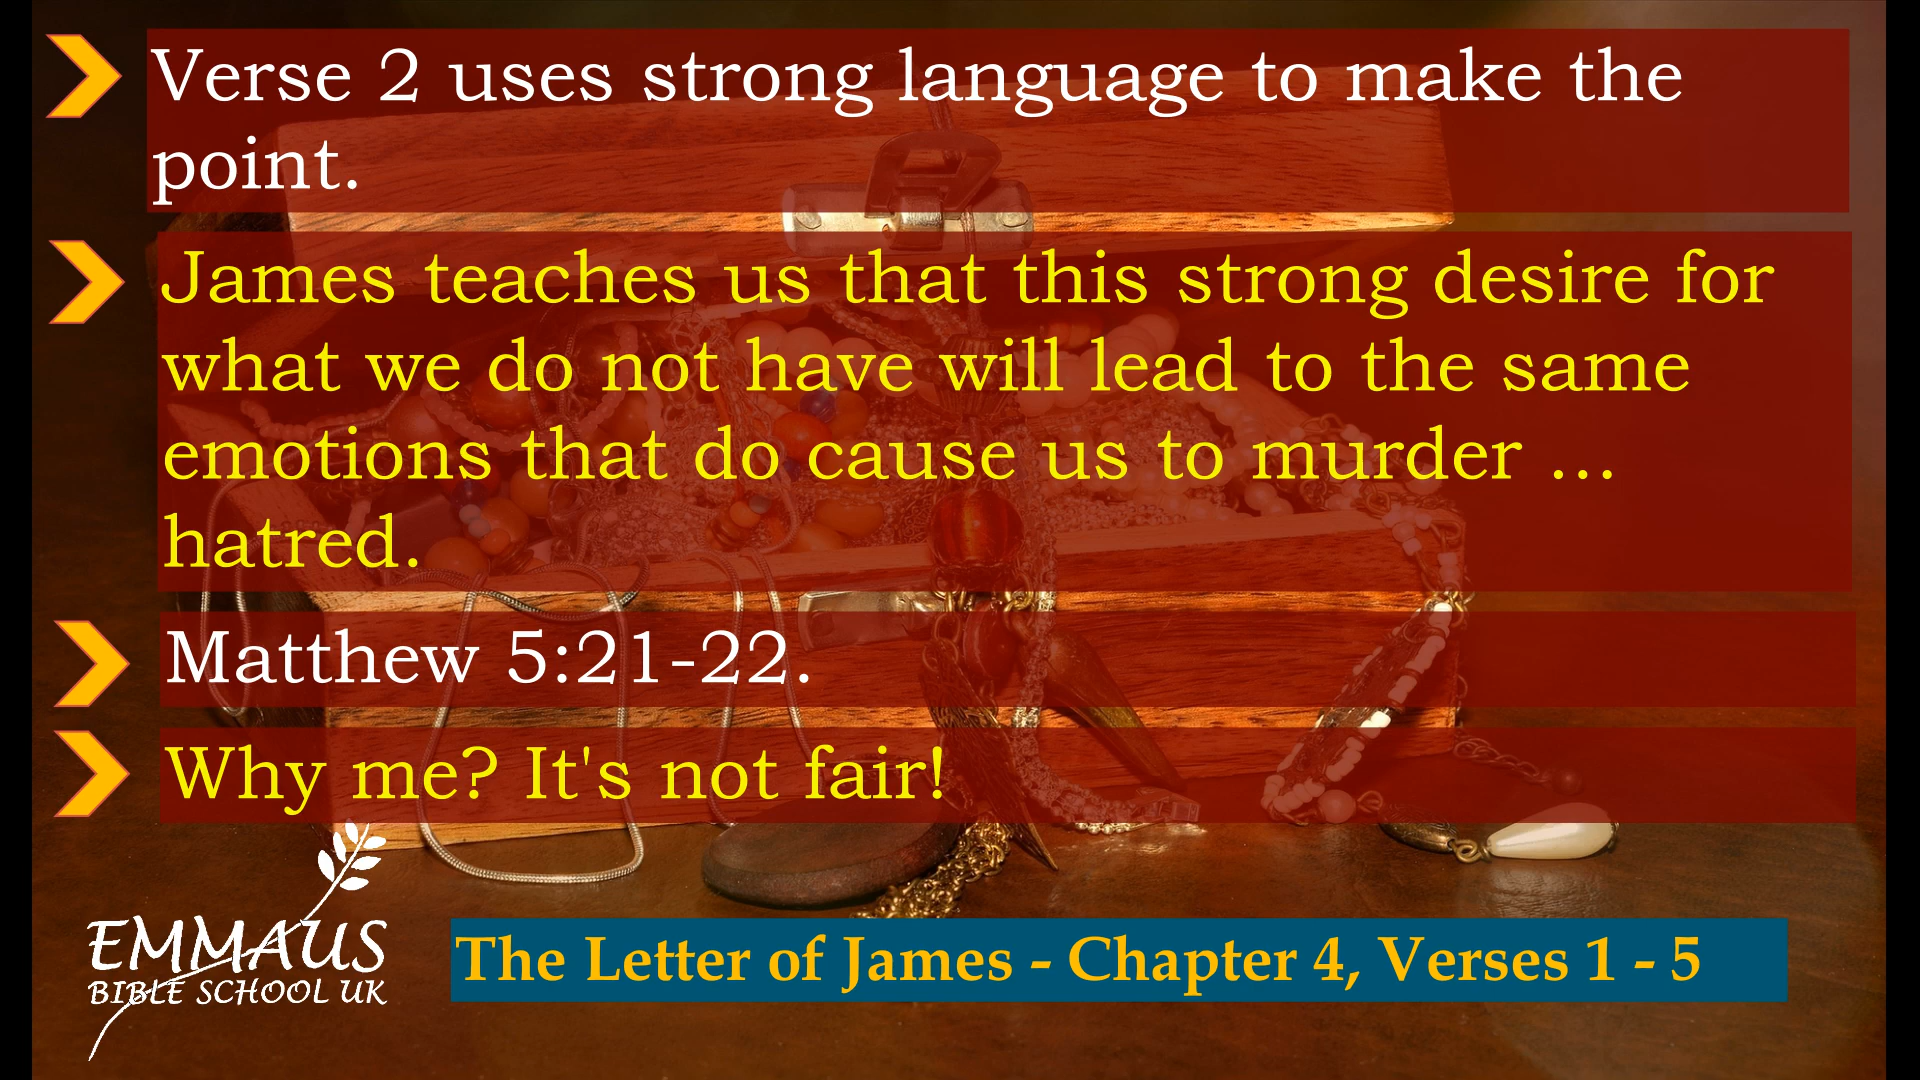 Verse 2 uses strong language to make the
point.
James teaches us that this strong desire for
what we do not have will lead to the same
emotions that do cause us to murder ...
hatred.
Matthew 5:21-22.
Why me? It's not fair!
EMMAUS
BIBLE SCHOOL UK
The Letter of James - Chapter 4, Verses 1 - 5